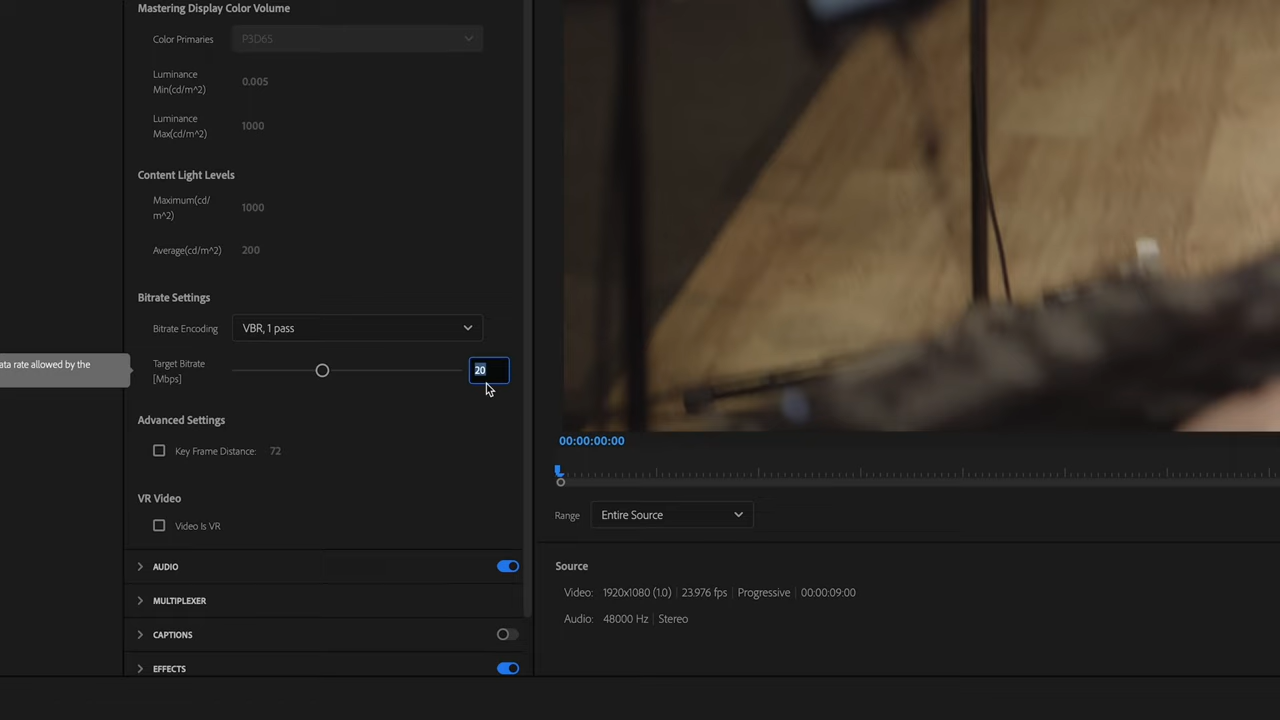 Mastering Display Color Volume
Color Primaries P3D65
Luminance
Min(cd/m^2) 0.005
Luminance
Max(cd/m^2) 1000
Content Light Levels
Maximum(cd/
m^2) 1000
Average(cd/m^2) 200
Bitrate Settings
Bitrate Encoding VBR, 1 pass
ata rate allowed by the
Target Bitrate
[Mbps] 20
Advanced Settings
Key Frame Distance: 72
VR Video
Video Is VR
AUDIO
MULTIPLEXER
CAPTIONS
EFFECTS
00:00:00:00
Range Entire Source
Source
Video: 1920x1080 (1.0) | 23.976 fps | Progressive | 00:00:09:00
Audio: 48000 Hz | Stereo